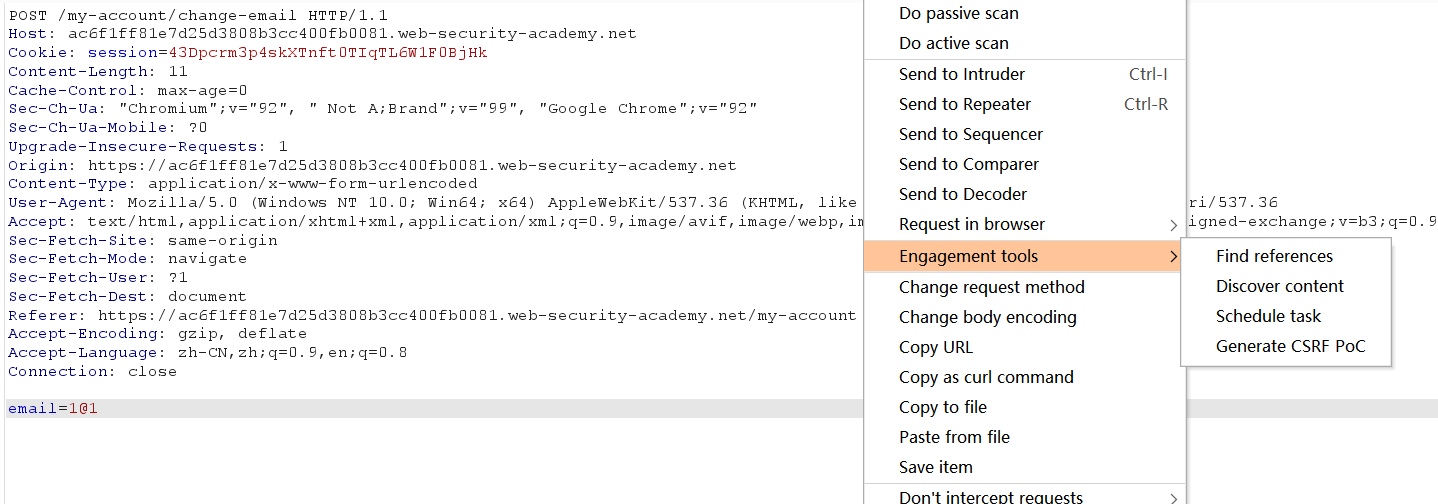 POST /my-account/change-email HTTP/1.1
Host: ac6f1ff81e7d25d3808b3cc400fb0081.web-security-academy.net
Cookie: session=43Dpcrm3p4skXTnft0TIqTL6W1F0BjHk
Content-Length: 11
Cache-Control: max-age=0
Sec-Ch-Ua: "Chromium";v="92", " Not A;Brand";v="99", "Google Chrome";v="92"
Sec-Ch-Ua-Mobile: ?0
Upgrade-Insecure-Requests: 1
Origin: https://ac6f1ff81e7d25d3808b3cc400fb0081.web-security-academy.net
Content-Type: application/x-www-form-urlencoded
User-Agent: Mozilla/5.0 (Windows NT 10.0; Win64; x64) AppleWebKit/537.36 (KHTML, like ri/537.36
Accept: text/html,application/xhtml+xml,application/xml;q=0.9,image/avif,image/webp,im igned-exchange;v=b3;q=0.9
Sec-Fetch-Site: same-origin
Sec-Fetch-Mode: navigate
Sec-Fetch-User: ?1
Sec-Fetch-Dest: document
Referer: https://ac6f1ff81e7d25d3808b3cc400fb0081.web-security-academy.net/my-account
Accept-Encoding: gzip, deflate
Accept-Language: zh-CN,zh;q=0.9,en;q=0.8
Connection: close
email=1@1
Do passive scan
Do active scan
Send to Intruder Ctrl-I
Send to Repeater Ctrl-R
Send to Sequencer
Send to Comparer
Send to Decoder
Request in browser
Engagement tools
Change request method
Change body encoding
Copy URL
Copy as curl command
Copy to file
Paste from file
Save item
Don't intercept requests
Find references
Discover content
Schedule task
Generate CSRF PoC